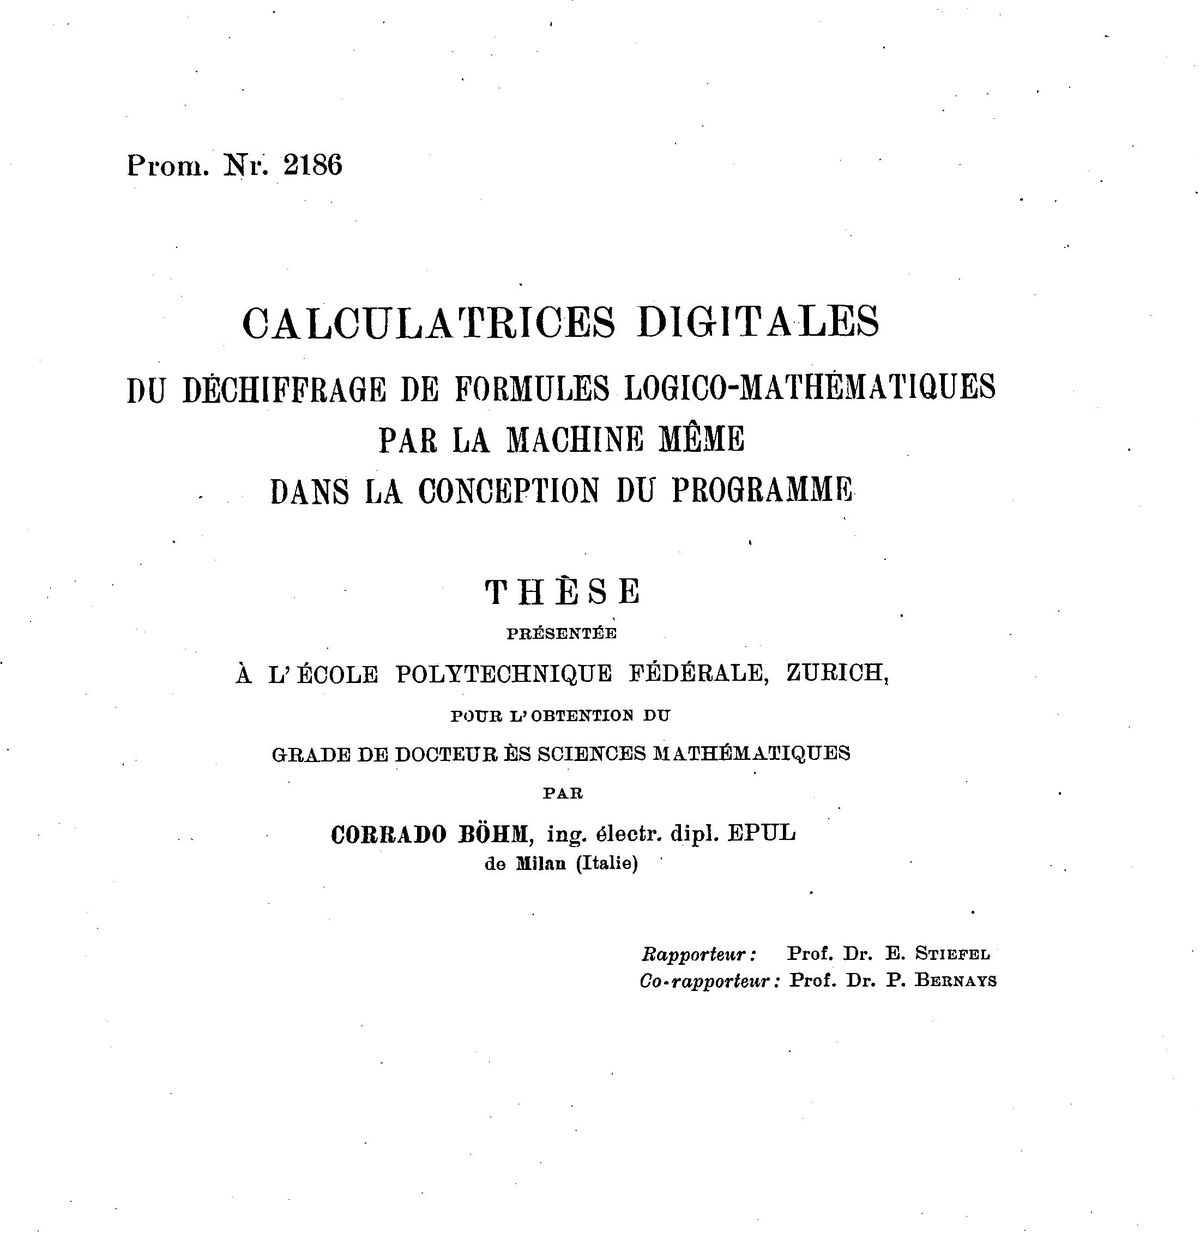 Prom. Nr. 2186
CALCULATRICES DIGITALES
DU DÉCHIFFRAGE DE FORMULES LOGICO-MATHÉMATIQUES
PAR LA MACHINE MÊME
DANS LA CONCEPTION DU PROGRAMME
THÈSE
PRÉSENTÉE
À L'ÉCOLE POLYTECHNIQUE FÉDÉRALE, ZURICH,
POUR L'OBTENTION DU
GRADE DE DOCTEUR ÈS SCIENCES MATHÉMATIQUES
PAR
CORRADO BÖHM, ing. électr. dipl. EPUL
de Milan (Italie)
Rapporteur: Prof. Dr. E. STIEFEL
Co-rapporteur: Prof. Dr. P. BERNAYS